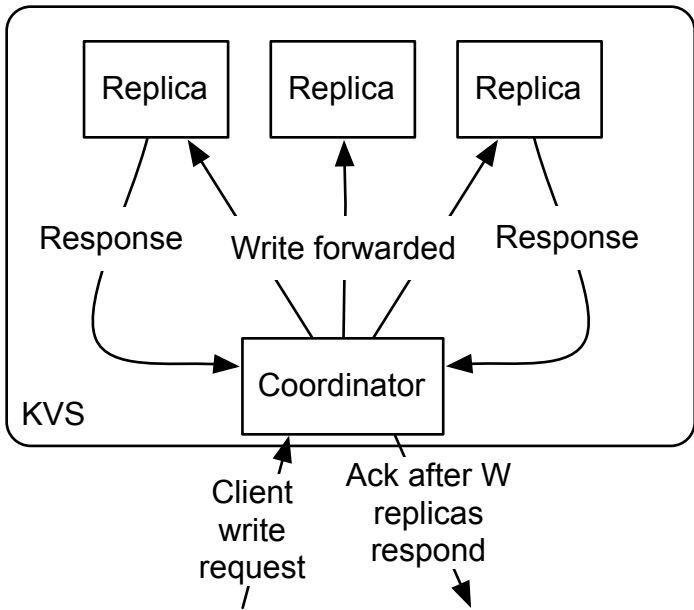 Replica
Replica
Replica
Response
Write forwarded
Response
Coordinator
KVS
Client
write
request
Ack after W
replicas
respond